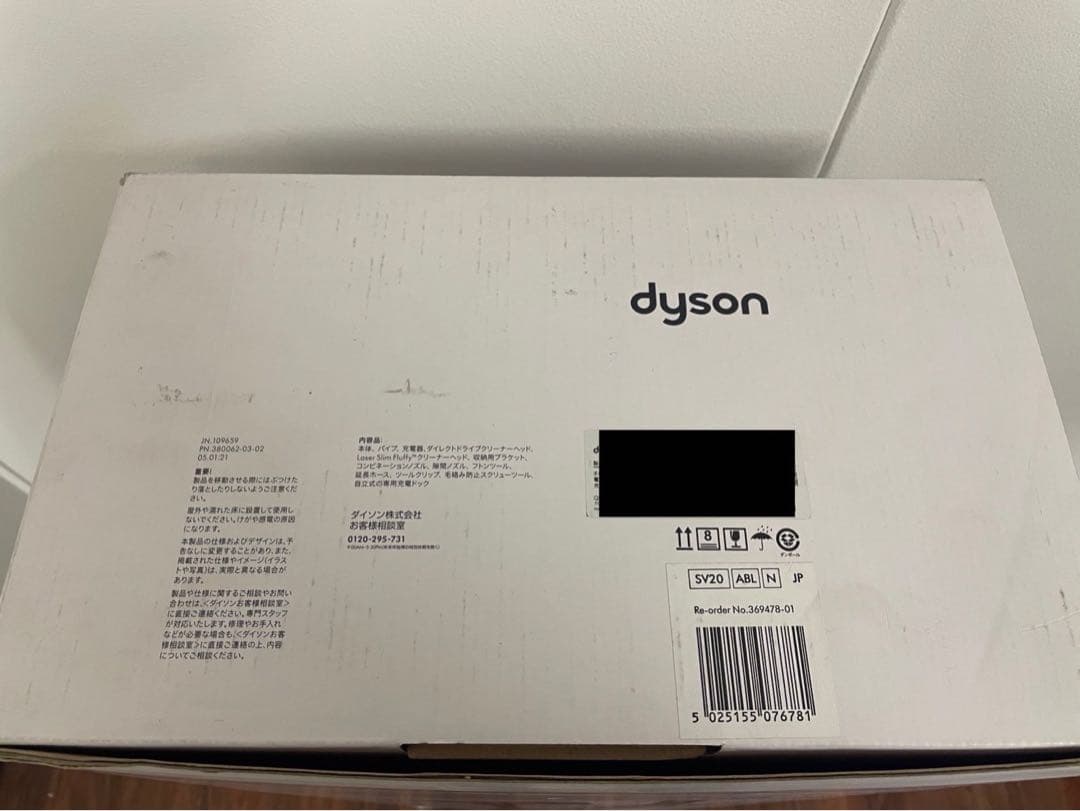 dyson
JN.109659
PN.380062-03-02
05.01.21
重要!
製品を移動させる際にはぶつけた
り落としたりしないようご注意くだ
さい。
屋外や濡れた床に設置して使用し
ないでください。けがや感電の原因
になります。
本製品の仕様およびデザインは、予
告なしに変更することがあり、また、
掲載された仕様やイメージ(イラス
トや写真)は、実際と異なる場合が
あります。
製品や仕様に関するご相談やお問い
合わせは、<ダイソンお客様相談室>
に直接ご連絡ください。専門スタッフ
が対応いたします。修理やお手入れ
などが必要な場合も、<ダイソンお客
様相談室>に直接ご連絡の上、内容
についてご相談ください。
内容品:
本体、パイプ、充電器、ダイレクトドライブクリーナーヘッド、
Laser Slim Fluffy™クリーナーヘッド、収納用ブラケット、
コンビネーションノズル、隙間ノズル、フトンツール、
延長ホース、ツールクリップ、毛絡み防止スクリューツール、
自立式の専用充電ドック
ダイソン株式会社
お客様相談室
0120-295-731
8
ダンボール
SV20 ABL N JP
Re-order No.369478-01
5 025155 076781